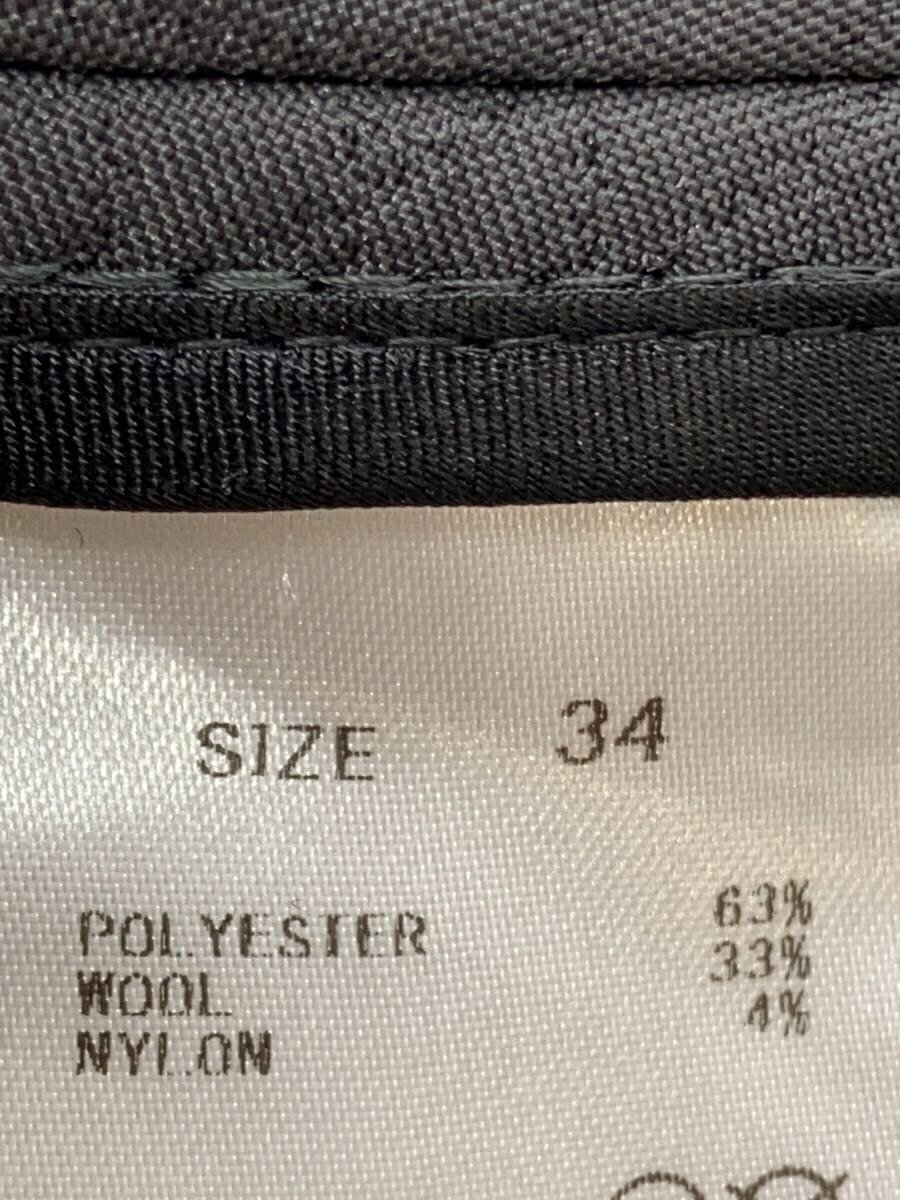 SIZE 34
POLYESTER 63%
WOOL 33%
NYLON 4%